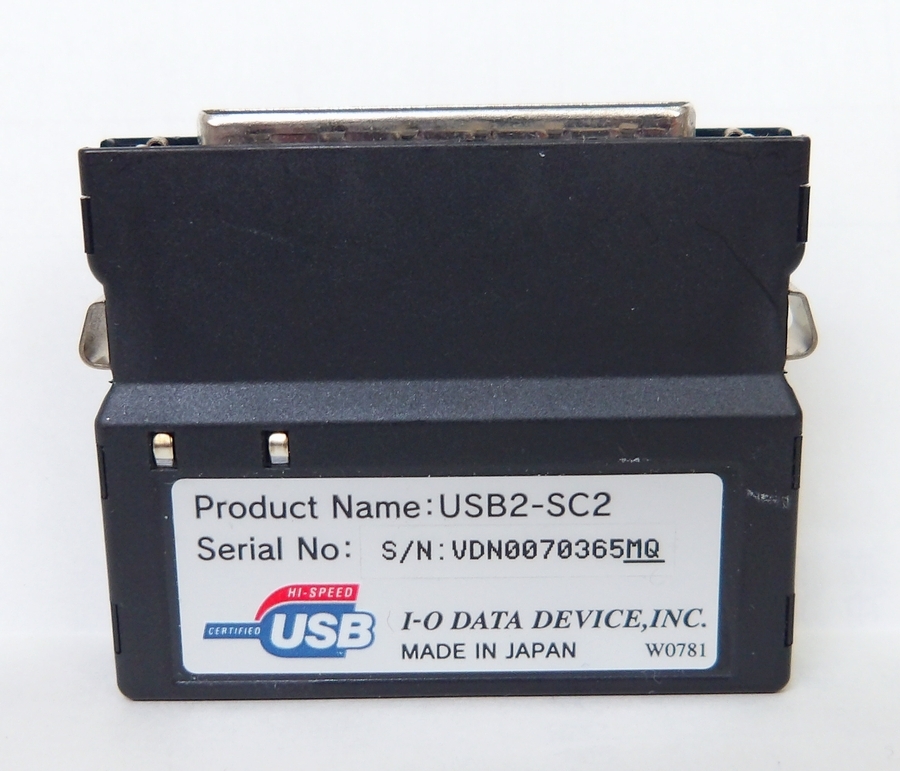 Product Name:USB2-SC2
Serial No: S/N:VDN0070365MQ
HI-SPEED
CERTIFIED USB
I-O DATA DEVICE,INC.
MADE IN JAPAN W0781